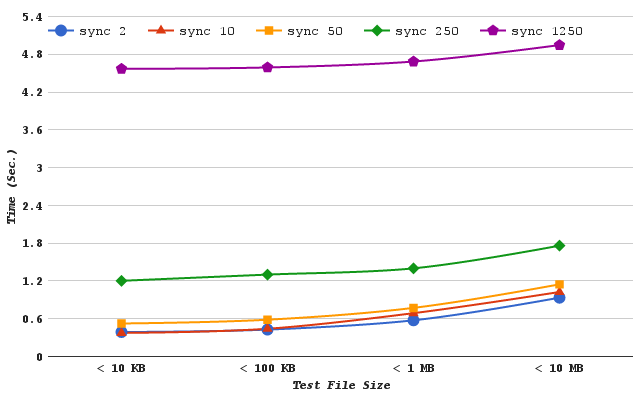 5.4
sync 2 sync 10 sync 50 sync 250 sync 1250
4.8
4.2
3.6
3
2.4
1.8
1.2
0.6
0
Time (Sec.)
< 10 KB < 100 KB < 1 MB < 10 MB
Test File Size